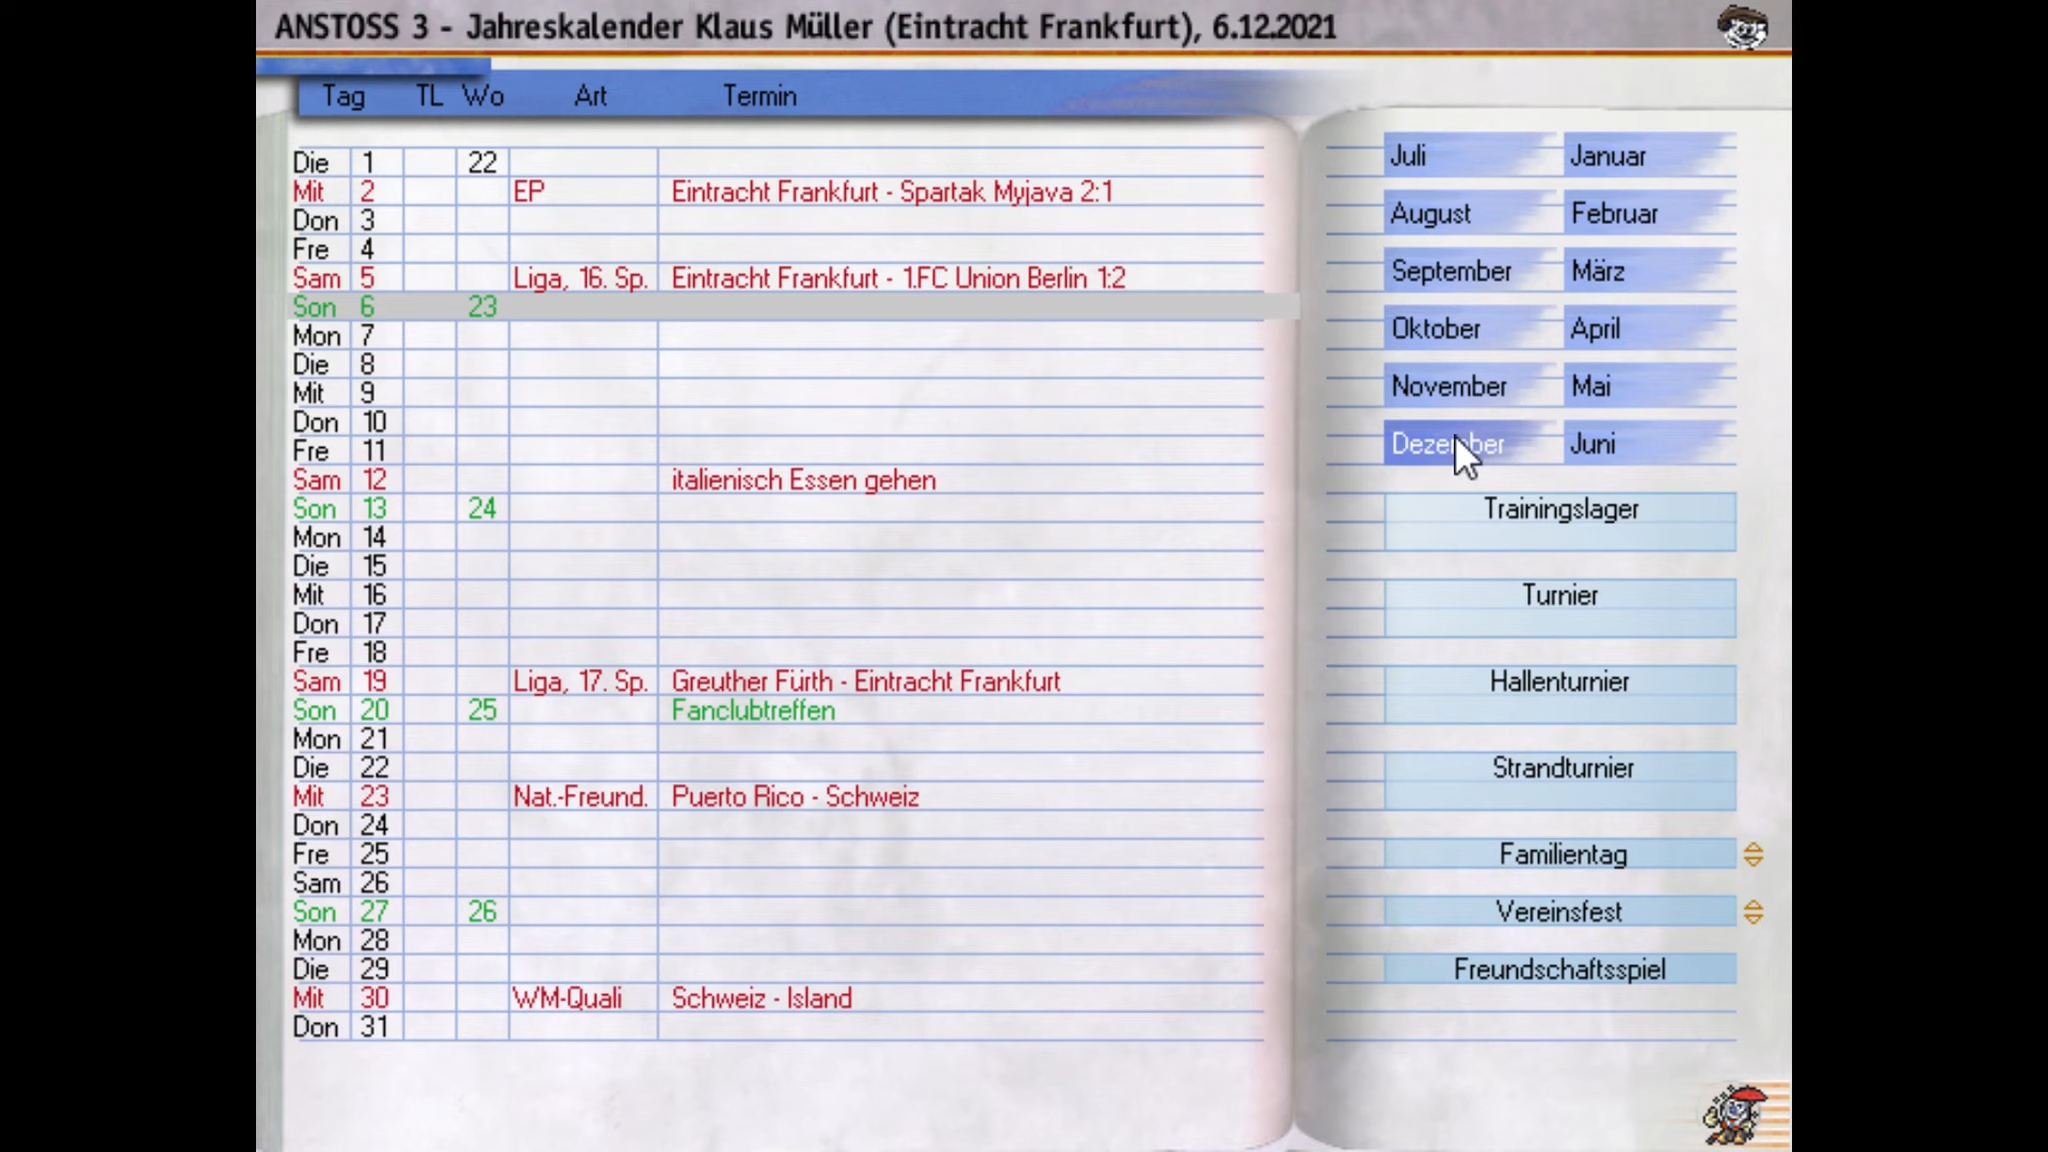 ANSTOSS 3 - Jahreskalender Klaus Müller (Eintracht Frankfurt), 6.12.2021
Tag TL Wo Art Termin
Die 1 22
Mit 2 EP Eintracht Frankfurt - Spartak Myjava 2:1
Don 3
Fre 4
Sam 5 Liga, 16. Sp. Eintracht Frankfurt - 1.FC Union Berlin 1:2
Son 6 23
Mon 7
Die 8
Mit 9
Don 10
Fre 11
Sam 12 italienisch Essen gehen
Son 13 24
Mon 14
Die 15
Mit 16
Don 17
Fre 18
Sam 19 Liga, 17. Sp. Greuther Fürth - Eintracht Frankfurt
Son 20 25 Fanclubtreffen
Mon 21
Die 22
Mit 23 Nat.-Freund. Puerto Rico - Schweiz
Don 24
Fre 25
Sam 26
Son 27 26
Mon 28
Die 29
Mit 30 WM-Quali Schweiz - Island
Don 31
Juli Januar
August Februar
September März
Oktober April
November Mai
Dezember Juni
Trainingslager
Turnier
Hallenturnier
Strandturnier
Familientag
Vereinsfest
Freundschaftsspiel